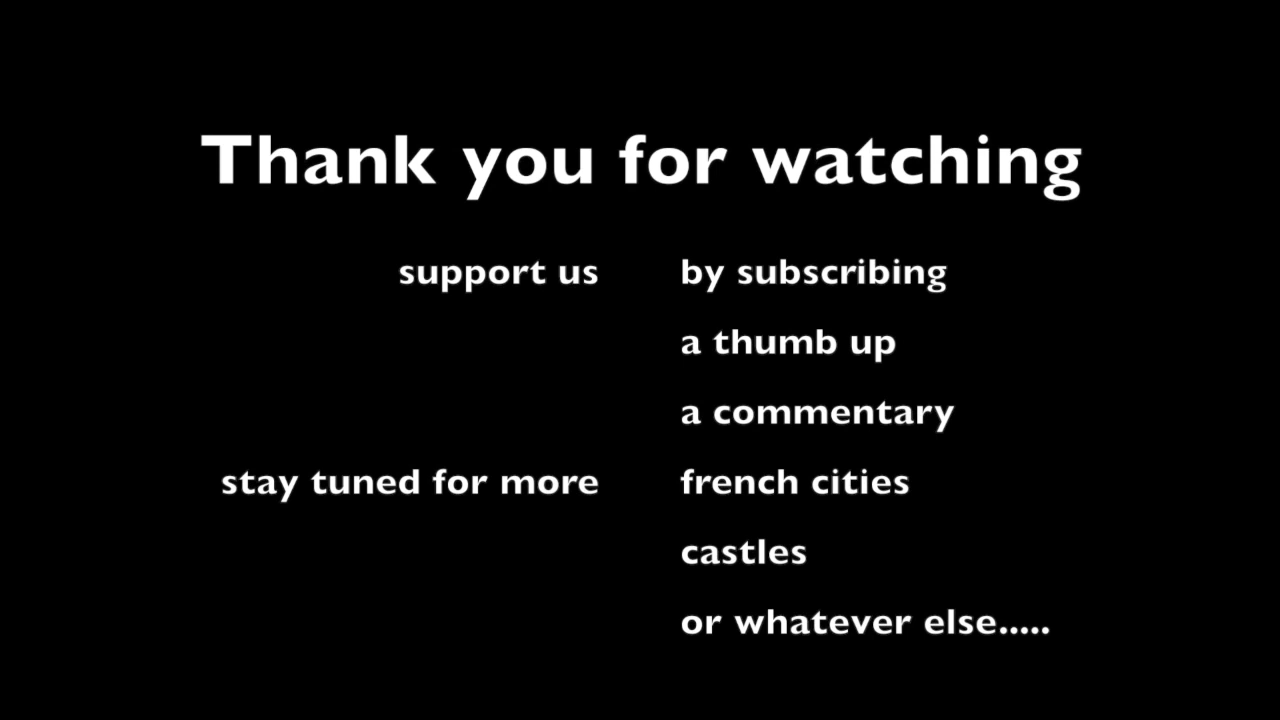 Thank you for watching
support us by subscribing
a thumb up
a commentary
stay tuned for more french cities
castles
or whatever else.....